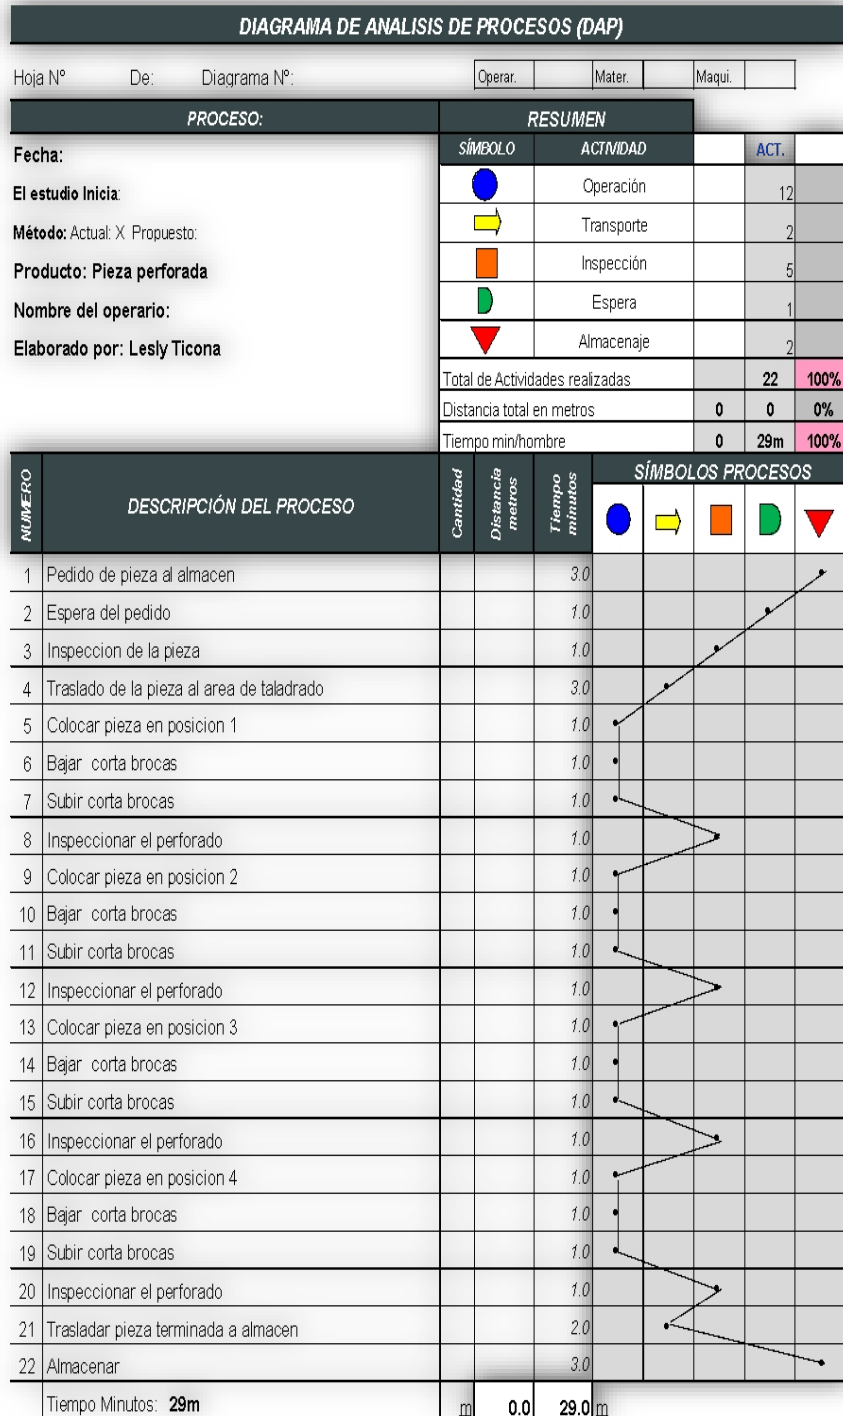 DIAGRAMA DE ANALISIS DE PROCESOS (DAP)
Hoja Nº De: Diagrama Nº: Operar. Mater. Maqui.
PROCESO: RESUMEN
Fecha:
El estudio Inicia:
Método: Actual: X Propuesto:
Producto: Pieza perforada
Nombre del operario:
Elaborado por: Lesly Ticona
SÍMBOLO ACTIVIDAD ACT.
Operación 12
Transporte 2
Inspección 5
Espera 1
Almacenaje 2
Total de Actividades realizadas 22 100%
Distancia total en metros 0 0 0%
Tiempo min/hombre 0 29m 100%
NUMERO DESCRIPCIÓN DEL PROCESO Cantidad Distancia metros Tiempo minutos SÍMBOLOS PROCESOS
1 Pedido de pieza al almacen 3.0
2 Espera del pedido 1.0
3 Inspeccion de la pieza 1.0
4 Traslado de la pieza al area de taladrado 3.0
5 Colocar pieza en posicion 1 1.0
6 Bajar corta brocas 1.0
7 Subir corta brocas 1.0
8 Inspeccionar el perforado 1.0
9 Colocar pieza en posicion 2 1.0
10 Bajar corta brocas 1.0
11 Subir corta brocas 1.0
12 Inspeccionar el perforado 1.0
13 Colocar pieza en posicion 3 1.0
14 Bajar corta brocas 1.0
15 Subir corta brocas 1.0
16 Inspeccionar el perforado 1.0
17 Colocar pieza en posicion 4 1.0
18 Bajar corta brocas 1.0
19 Subir corta brocas 1.0
20 Inspeccionar el perforado 1.0
21 Trasladar pieza terminada a almacen 2.0
22 Almacenar 3.0
Tiempo Minutos: 29m m 0.0 29.0 m